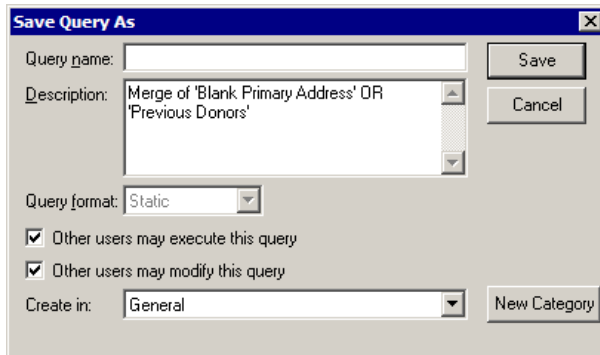 Save Query As
Query name:
Save
Description:
Merge of 'Blank Primary Address' OR
'Previous Donors'
Cancel
Query format:
Static
Other users may execute this query
Other users may modify this query
Create in:
General
New Category